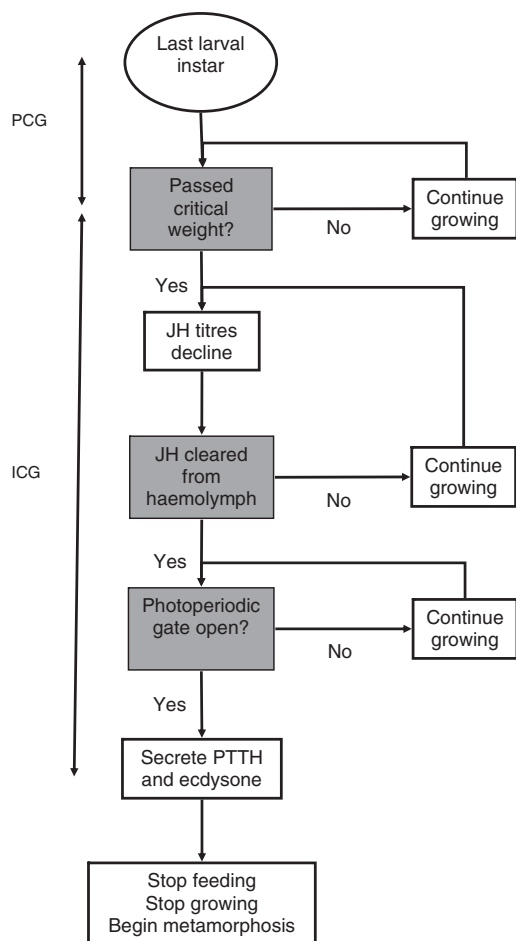 Last larval
instar
PCG
Passed
critical
weight?
No
Continue
growing
Yes
JH titres
decline
ICG
JH cleared
from
haemolymph
No
Continue
growing
Yes
Photoperiodic
gate open?
No
Continue
growing
Yes
Secrete PTTH
and ecdysone
Stop feeding
Stop growing
Begin metamorphosis